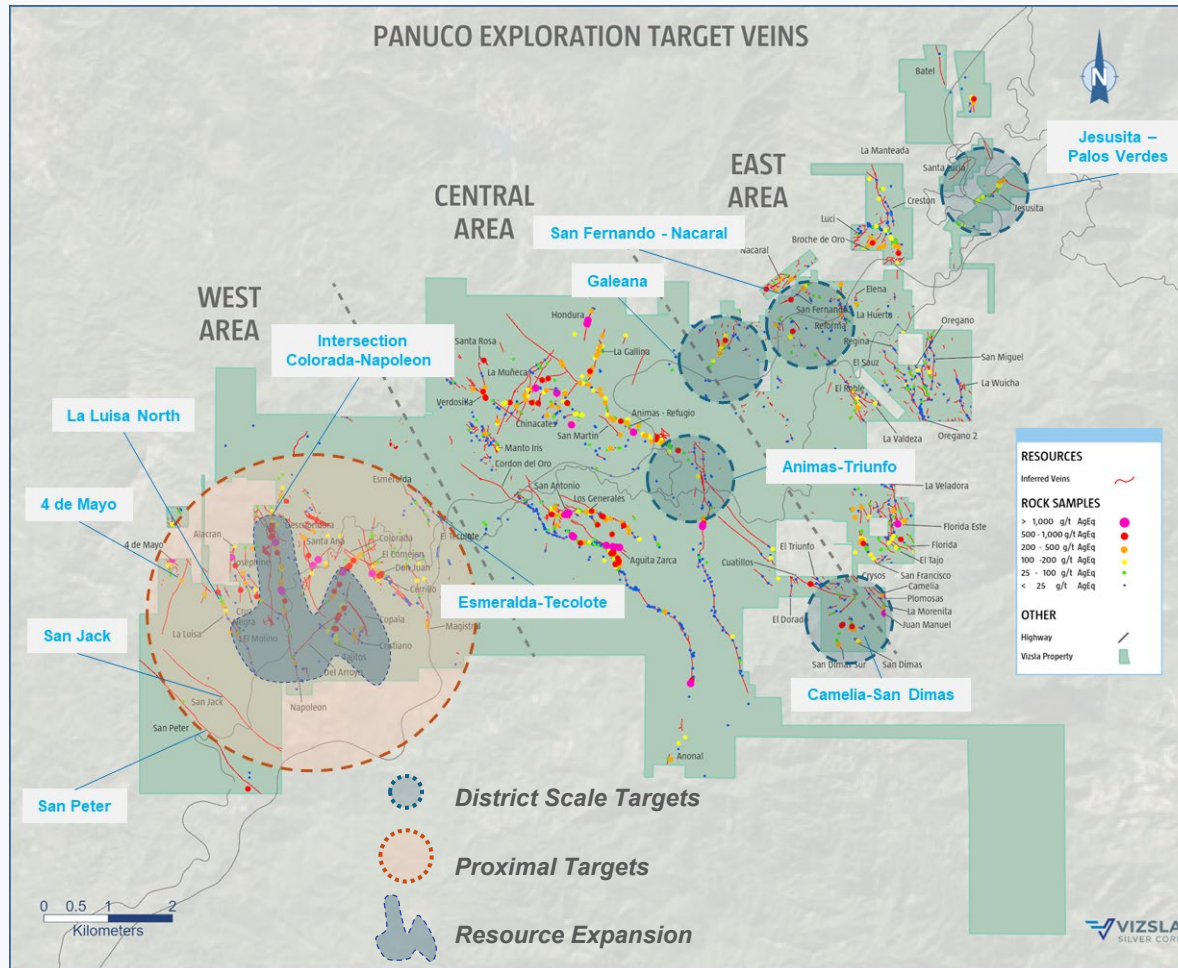 PANUCO EXPLORATION TARGET VEINS
N
Batel
Jesusita –
Palos Verdes
La Manteada
Santa Lucia
EAST
AREA
Creston
Jesusita
CENTRAL
AREA
Luci
San Fernando - Nacaral
Broche de Oro
Nacaral
Galeana
WEST
AREA
Elena
Hondura
San Fernando
La Huerta
Intersection
Colorada-Napoleon
Reforma
Oregano
Santa Rosa
La Gallina
Regina
San Miguel
La Muñeca
El Sauz
La Luisa North
El Roble
La Wuicha
Verdosilla
Animas - Refugio
Chinacates
San Martin
La Valdeza
Oregano 2
Manto Iris
Cordon del Oro
RESOURCES
Inferred Veins
Esmeralda
San Antonio
Animas-Triunfo
4 de Mayo
Los Generales
La Veladora
ROCK SAMPLES
> 1,000 g/t AgEq
500 - 1,000 g/t AgEq
200 - 500 g/t AgEq
100 -200 g/t AgEq
25 - 100 g/t AgEq
< 25 g/t AgEq
Descubridora
Florida Este
4 de Mayo
Alacran
Santa Ana
Colorada
El Tecolote
Florida
Josephine
El Comejen
Aguita Zarca
El Triunfo
El Tajo
Don Juan
Cuatillos
San Francisco
Cerrillo
Camelia
Esmeralda-Tecolote
Plomosas
OTHER
Highway
Vizsla Property
Cruz
Negra
Copala
La Morenita
La Luisa
Magistral
El Dorado
Juan Manuel
San Jack
El Molino
Cristiano
Tajitos
San Dimas Sur
San Dimas
Del Arroyo
Camelia-San Dimas
San Jack
Napoleon
San Peter
Anonal
San Peter
District Scale Targets
Proximal Targets
0 0.5 1 2
Kilometers
Resource Expansion
VIZSLA
SILVER COR